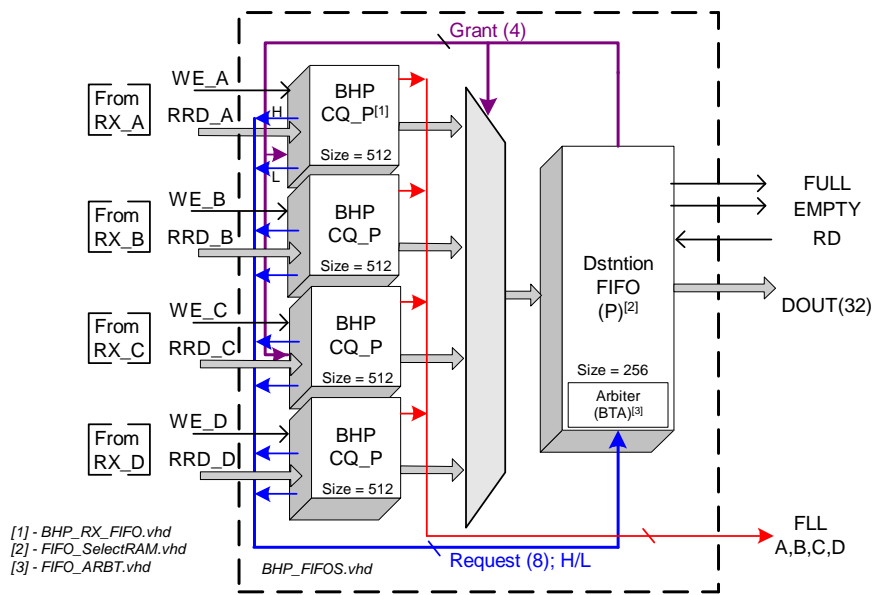 Grant (4)
From
RX_A
WE_A
RRD_A
H
L
BHP
CQ_P[1]
Size = 512
From
RX_B
WE_B
RRD_B
BHP
CQ_P
Size = 512
From
RX_C
WE_C
RRD_C
BHP
CQ_P
Size = 512
From
RX_D
WE_D
RRD_D
BHP
CQ_P
Size = 512
Dstntion
FIFO
(P)[2]
Size = 256
Arbiter
(BTA)[3]
FULL
EMPTY
RD
DOUT(32)
FLL
A,B,C,D
Request (8); H/L
BHP_FIFOS.vhd
[1] - BHP_RX_FIFO.vhd
[2] - FIFO_SelectRAM.vhd
[3] - FIFO_ARBT.vhd